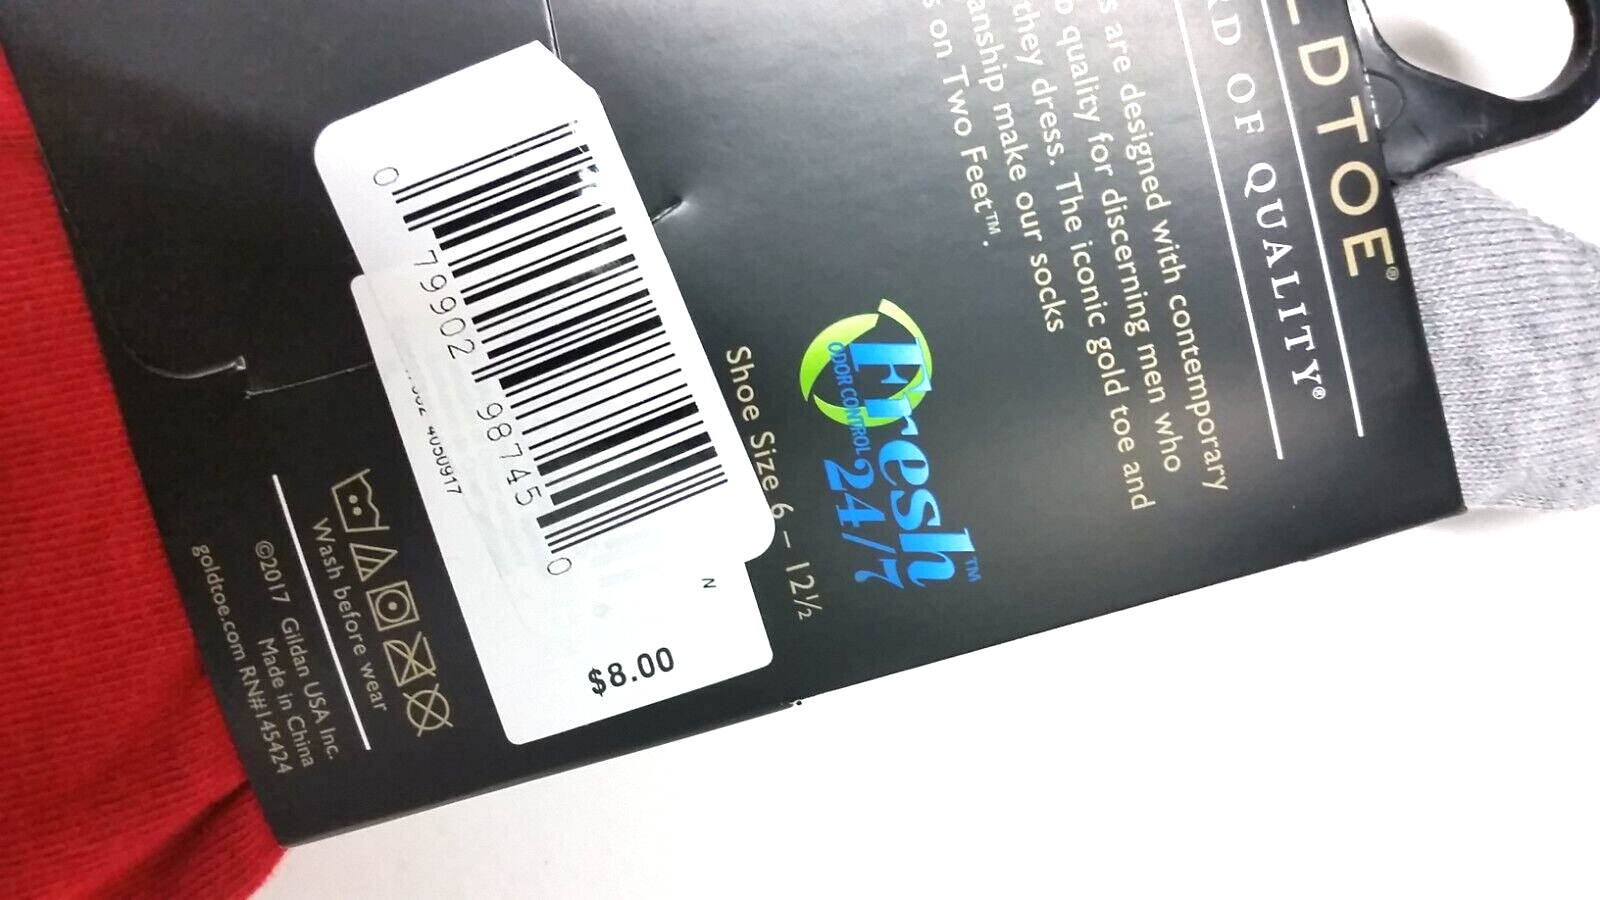 LDTOE®
RD OF QUALITY®
s are designed with contemporary
quality for discerning men who
they dress. The iconic gold toe and
anship make our socks
s on Two Feet™.
Fresh™
ODOR CONTROL 24/7
Shoe Size 6 – 12½
0 79902 98745 0
4050917
N
$8.00
Wash before wear
©2017 Gildan USA Inc.
Made in China
goldtoe.com RN#145424